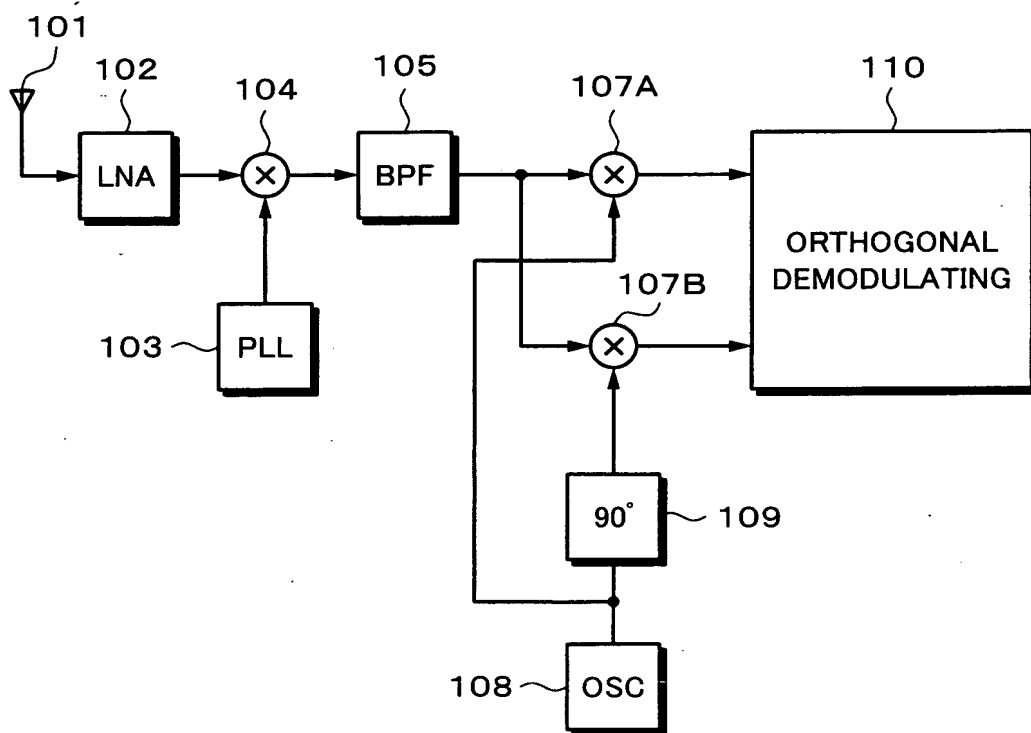 101
102
104
105
107A
110
LNA
×
BPF
×
ORTHOGONAL
DEMODULATING
107B
×
103
PLL
90°
109
108
OSC